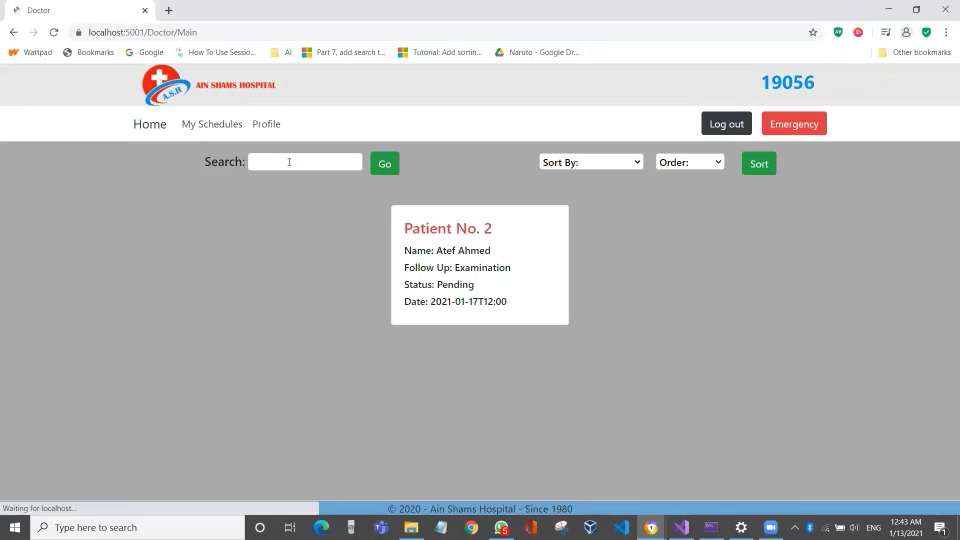 Doctor
localhost:5001/Doctor/Main
Wattpad
Bookmarks
Google
How To Use Sessio...
AI
Part 7, add search t...
Tutorial: Add sortin...
Naruto - Google Dr...
Other bookmarks
A.S.H
AIN SHAMS HOSPITAL
19056
Home
My Schedules
Profile
Log out
Emergency
Search:
Go
Sort By:
Order:
Sort
Patient No. 2
Name: Atef Ahmed
Follow Up: Examination
Status: Pending
Date: 2021-01-17T12:00
Waiting for localhost...
© 2020 - Ain Shams Hospital - Since 1980
Type here to search
ENG
12:43 AM
1/13/2021